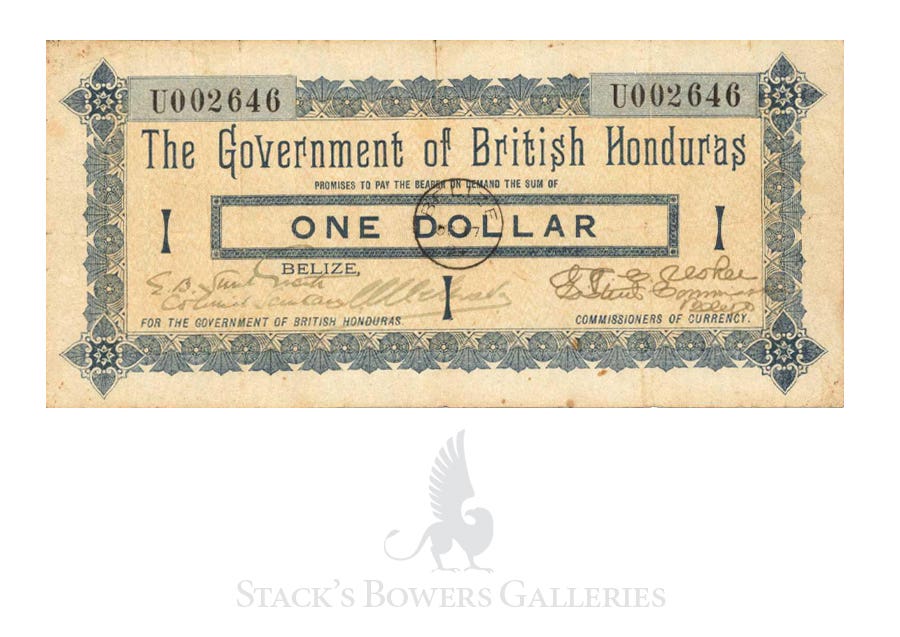 U002646 U002646
The Government of British Honduras
PROMISES TO PAY THE BEARER ON DEMAND THE SUM OF
BELIZE
I ONE DOLLAR I
BELIZE,
I
FOR THE GOVERNMENT OF BRITISH HONDURAS. COMMISSIONERS OF CURRENCY.
STACK'S BOWERS GALLERIES